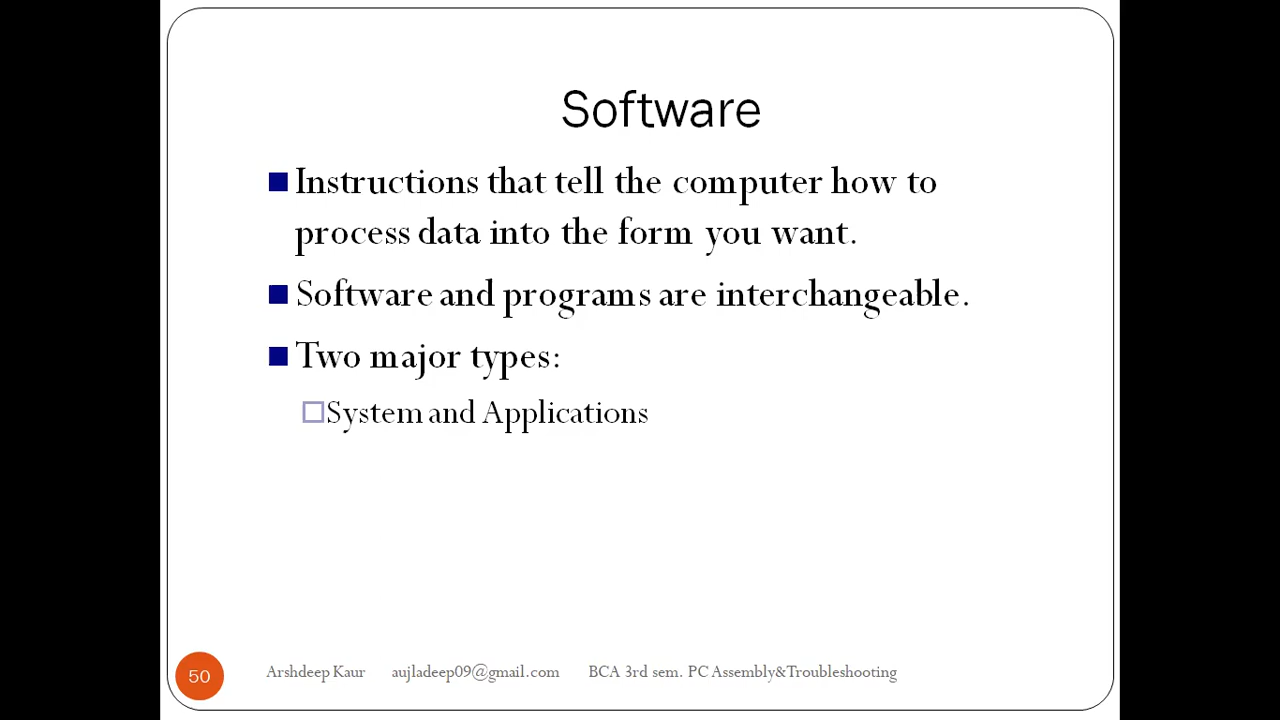 Software
Instructions that tell the computer how to
process data into the form you want.
Software and programs are interchangeable.
Two major types:
System and Applications
50 Arshdeep Kaur aujladeep09@gmail.com BCA 3rd sem. PC Assembly&Troubleshooting